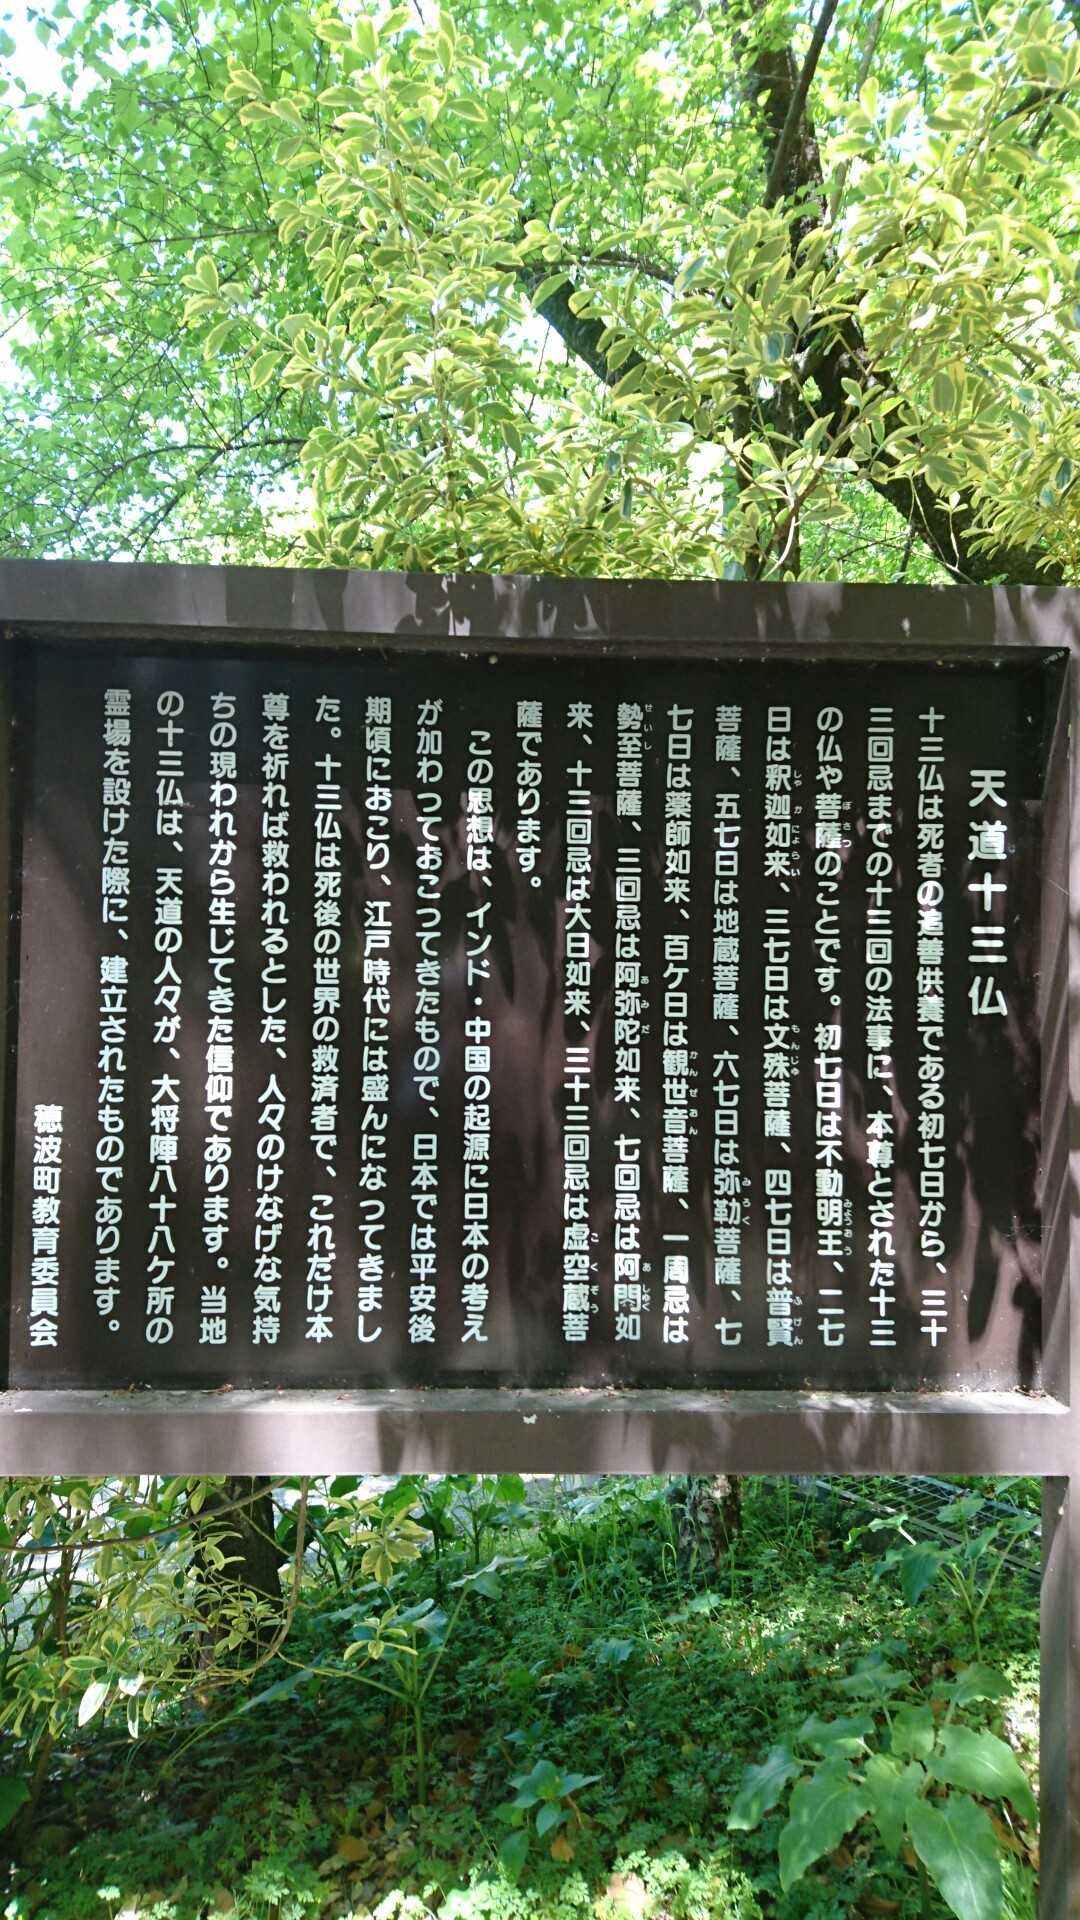 天道十三仏
十三仏は死者の追善供養である初七日から、三十
三回忌までの十三回の法事に、本尊とされた十三
の仏や菩薩のことです。初七日は不動明王、二七
日は釈迦如来、三七日は文殊菩薩、四七日は普賢
菩薩、五七日は地蔵菩薩、六七日は弥勒菩薩、七
七日は薬師如来、百ケ日は観世音菩薩、一周忌は
勢至菩薩、三回忌は阿弥陀如来、七回忌は阿閦如
来、十三回忌は大日如来、三十三回忌は虚空蔵菩
薩であります。
この思想は、インド・中国の起源に日本の考え
が加わっておこってきたもので、日本では平安後
期頃におこり、江戸時代には盛んになってきまし
た。十三仏は死後の世界の救済者で、これだけ本
尊を祈れば救われるとした、人々のけなげな気持
ちの現われから生じてきた信仰であります。当地
の十三仏は、天道の人々が、大将陣八十八ケ所の
霊場を設けた際に、建立されたものであります。
穂波町教育委員会